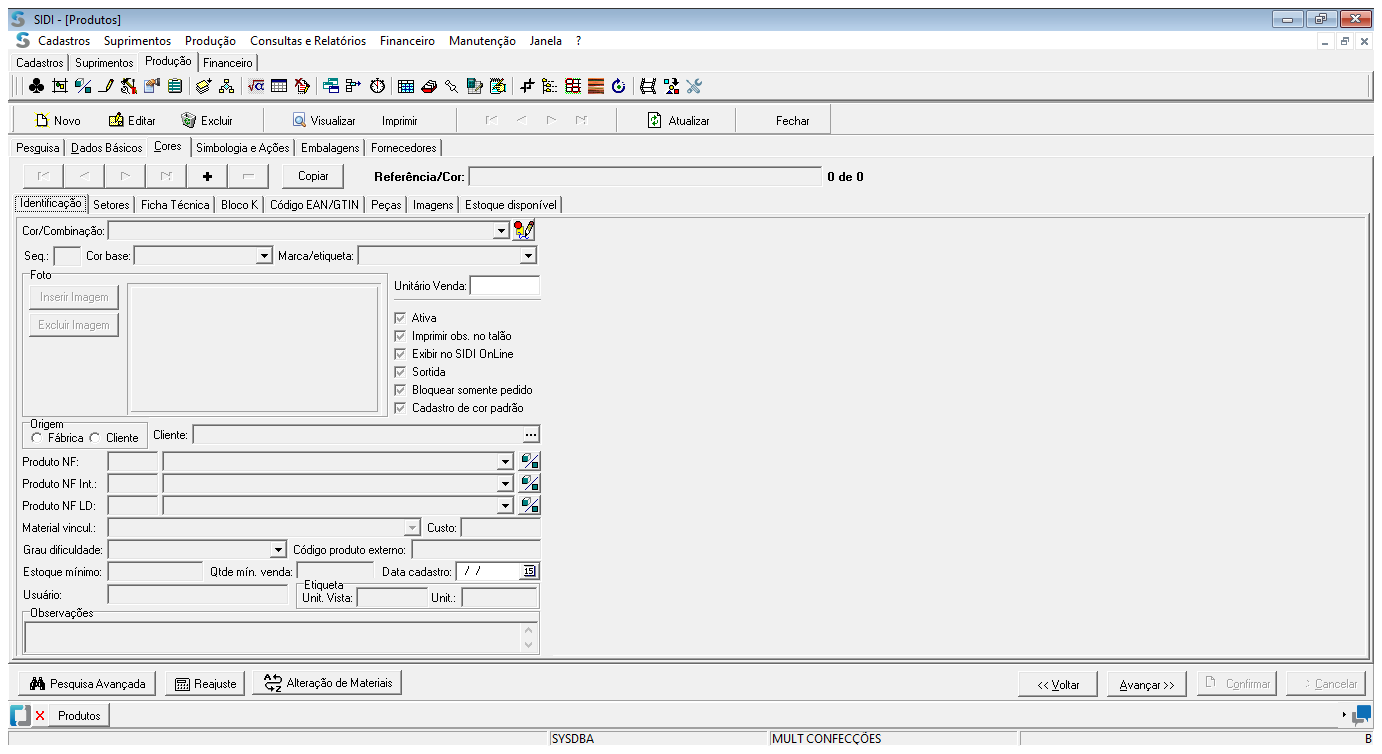 SIDI - [Produtos]
Cadastros Suprimentos Produção Consultas e Relatórios Financeiro Manutenção Janela ?
Cadastros Suprimentos Produção Financeiro
Novo Editar Excluir Visualizar Imprimir Atualizar Fechar
Pesquisa Dados Básicos Cores Simbologia e Ações Embalagens Fornecedores
Copiar Referência/Cor: 0 de 0
Identificação Setores Ficha Técnica Bloco K Código EAN/GTIN Peças Imagens Estoque disponível
Cor/Combinação:
Seq.: Cor base: Marca/etiqueta:
Foto
Unitário Venda:
Inserir Imagem
Excluir Imagem
Ativa
Imprimir obs. no talão
Exibir no SIDI OnLine
Sortida
Bloquear somente pedido
Cadastro de cor padrão
Origem
Fábrica Cliente Cliente: ...
Produto NF:
Produto NF Int.:
Produto NF LD:
Material vincul.: Custo:
Grau dificuldade: Código produto externo:
Estoque mínimo: Qtde mín. venda: Data cadastro: / / 15
Etiqueta
Usuário: Unit. Vista: Unit.:
Observações
Pesquisa Avançada Reajuste Alteração de Materiais << Voltar Avançar >> Confirmar Cancelar
Produtos
SYSDBA MULT CONFECÇÕES B